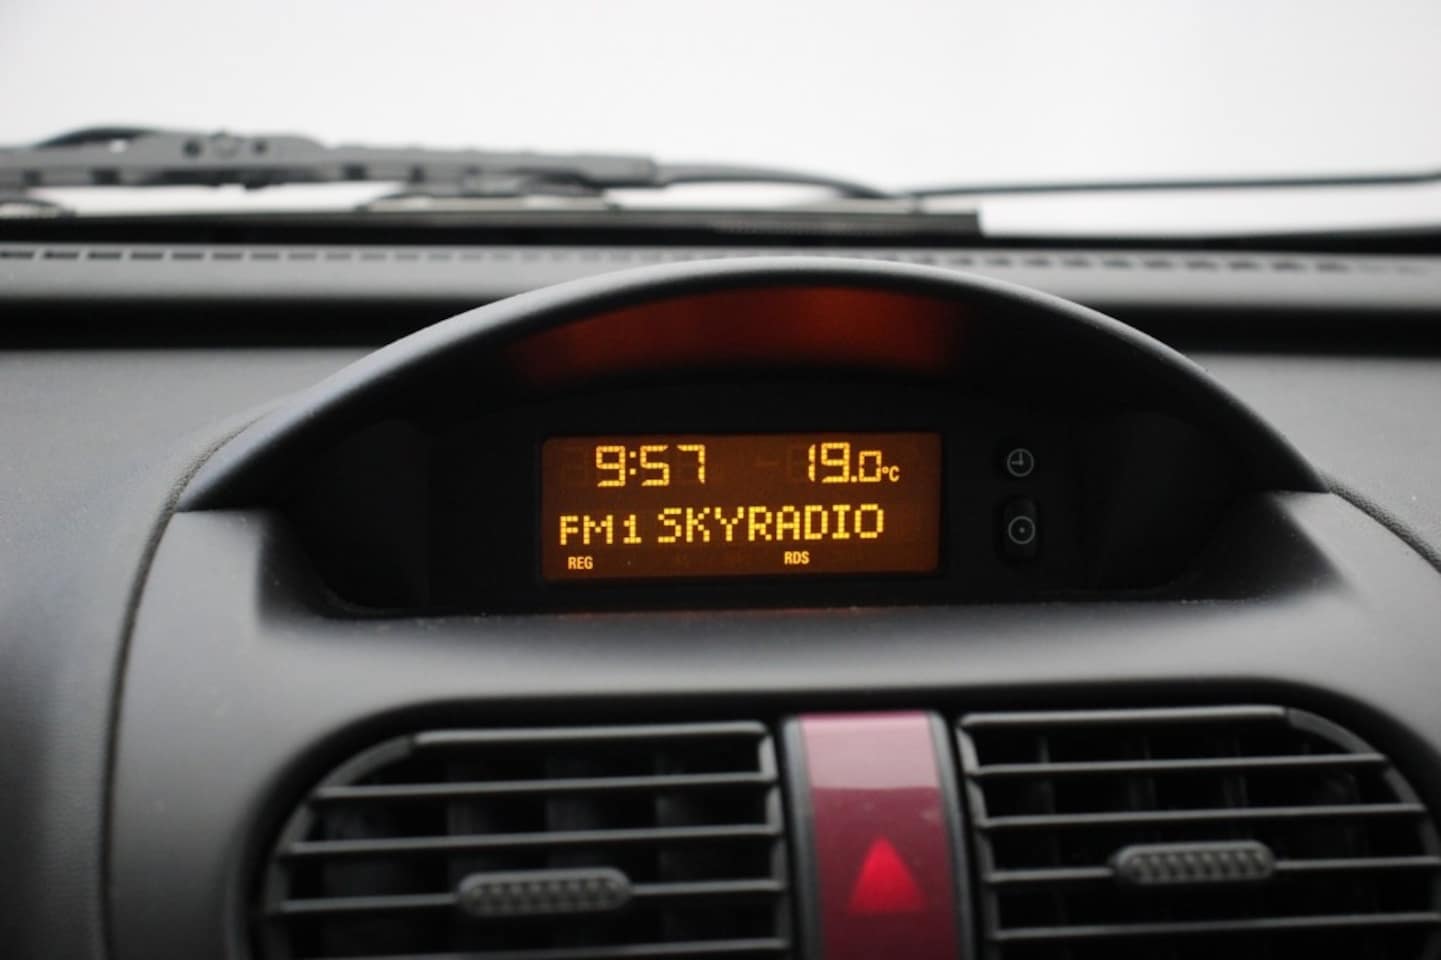 9:57 19.0°C
FM1 SKYRADIO
REG RDS